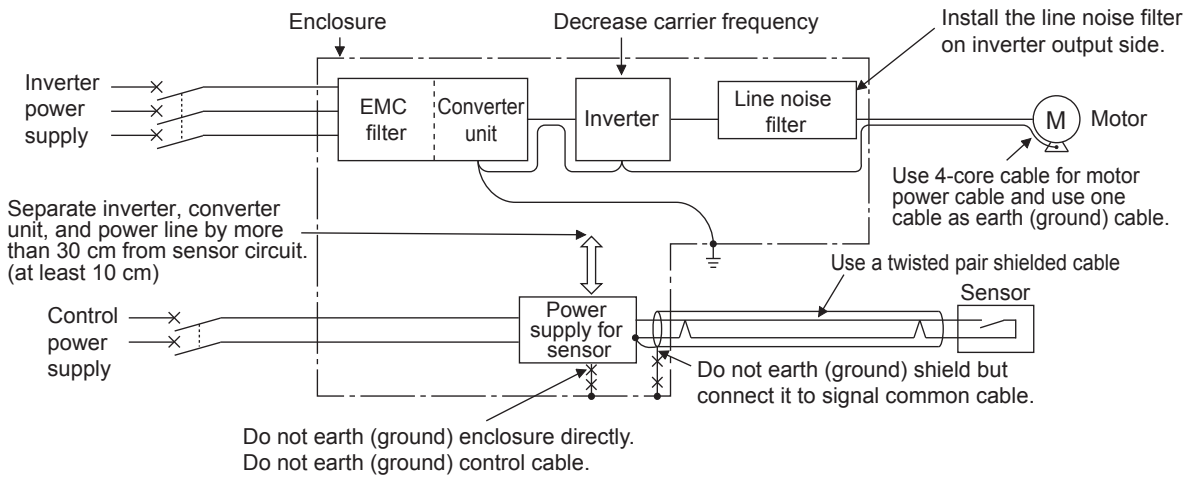 Enclosure
Decrease carrier frequency
Install the line noise filter
on inverter output side.
Inverter
power
supply
EMC
filter
Converter
unit
Inverter
Line noise
filter
M
Motor
Use 4-core cable for motor
power cable and use one
cable as earth (ground) cable.
Separate inverter, converter
unit, and power line by more
than 30 cm from sensor circuit.
(at least 10 cm)
Use a twisted pair shielded cable
Control
power
supply
Power
supply for
sensor
Sensor
Do not earth (ground) shield but
connect it to signal common cable.
Do not earth (ground) enclosure directly.
Do not earth (ground) control cable.